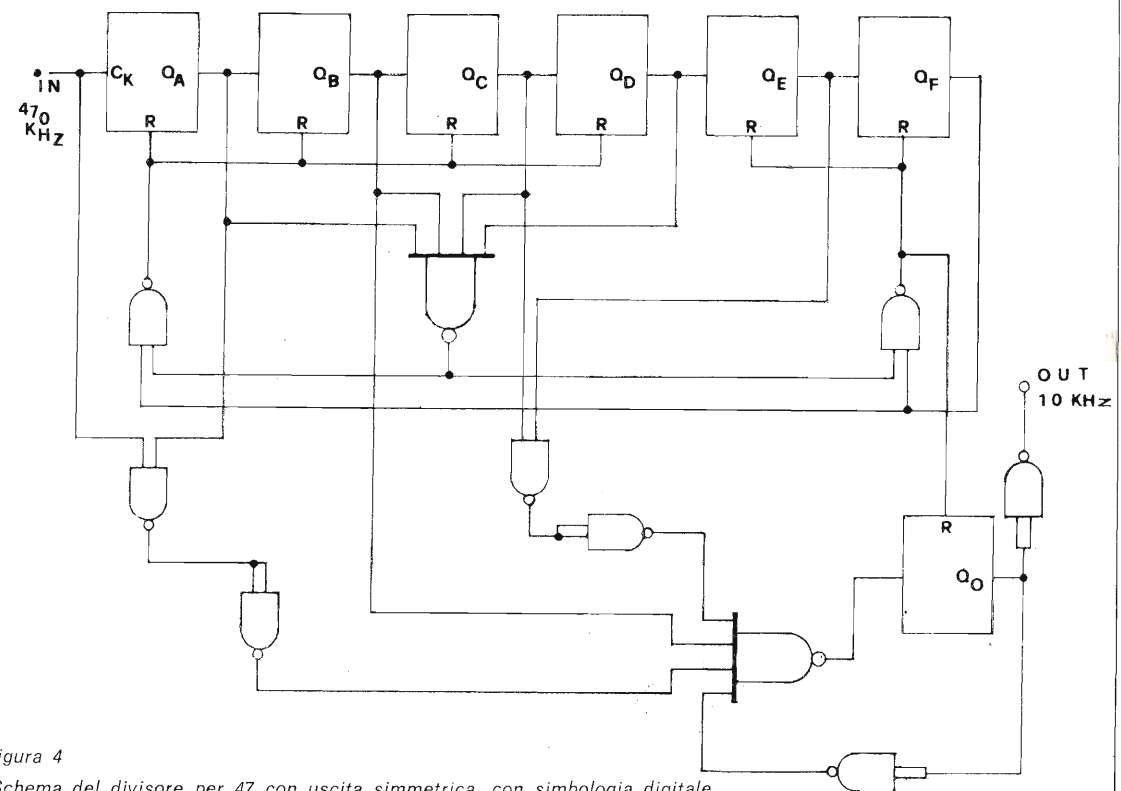 IN
470
KHZ
CK QA
R
QB
R
QC
R
QD
R
QE
R
QF
R
OUT
10 KHZ
R
QO
igura 4
Schema del divisore per 47 con uscita simmetrica, con simbologia digitale